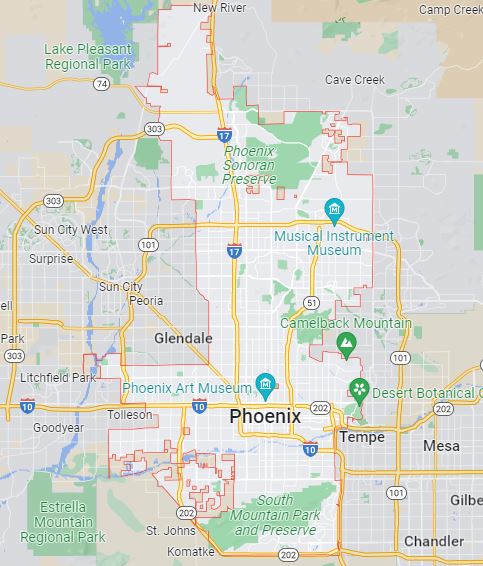 New River
Camp Creek
Lake Pleasant
Regional Park
Cave Creek
74
303
17
Phoenix
Sonoran
Preserve
303
Sun City West
101
Musical Instrument
Museum
17
Surprise
Sun City
Peoria
51
Camelback Mountain
Glendale
ell
Park
303
101
Litchfield Park
Phoenix Art Museum
Desert Botanical G
10
Tolleson
10
Phoenix
202
202
Goodyear
Tempe
10
Mesa
Estrella
Mountain
Regional Park
202
South
Mountain Park
and Preserve
101
Gilbe
St. Johns
Komatke
202
Chandler